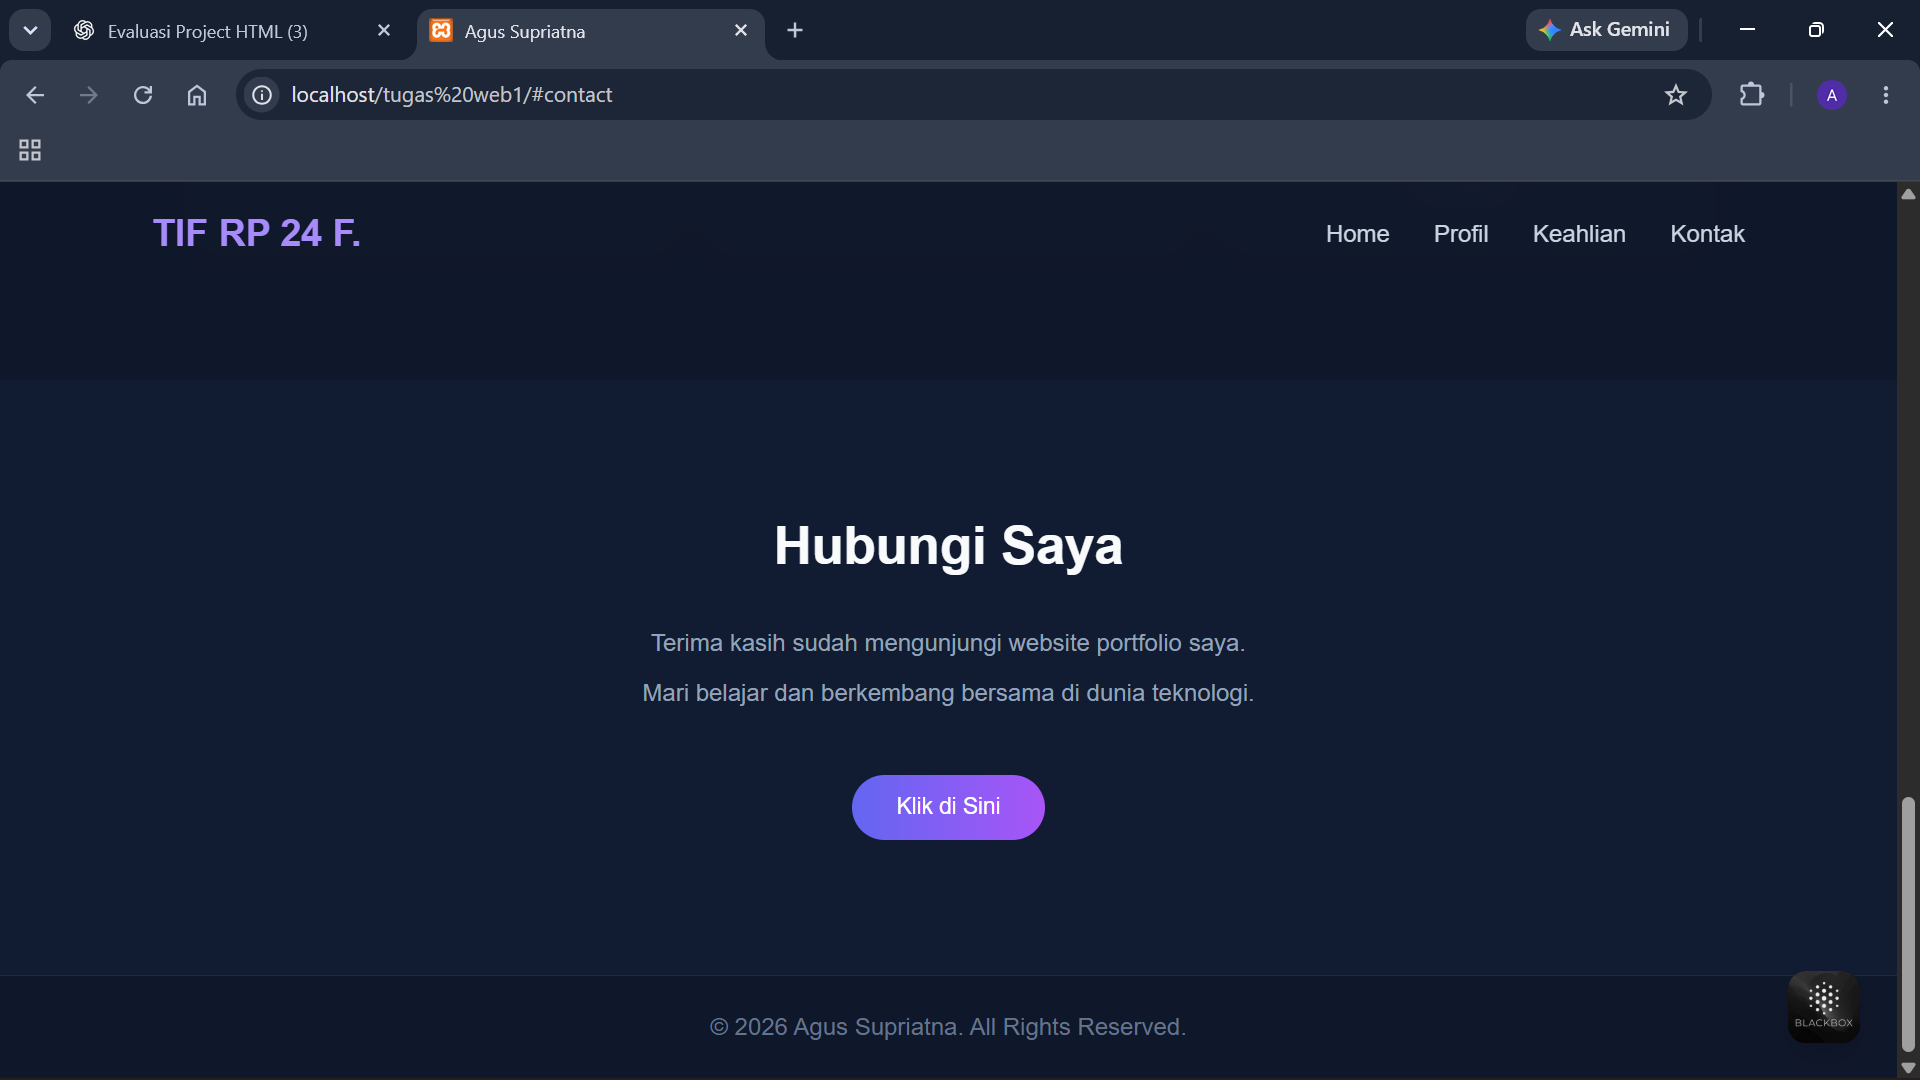 Evaluasi Project HTML (3)
Agus Supriatna
Ask Gemini
localhost/tugas%20web1/#contact
A
TIF RP 24 F.
Home
Profil
Keahlian
Kontak
Hubungi Saya
Terima kasih sudah mengunjungi website portfolio saya.
Mari belajar dan berkembang bersama di dunia teknologi.
Klik di Sini
© 2026 Agus Supriatna. All Rights Reserved.
BLACKBOX